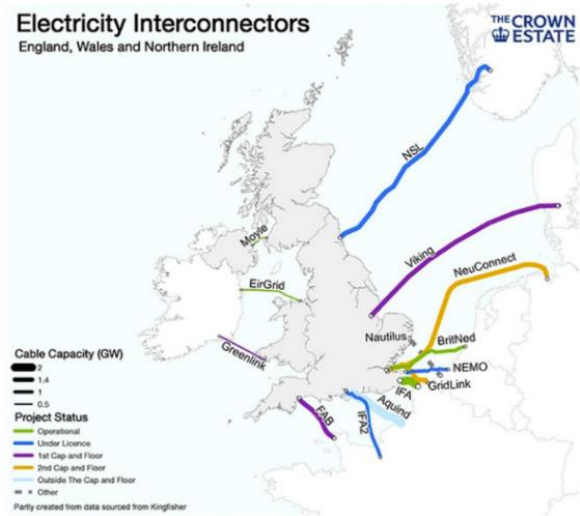 Electricity Interconnectors
England, Wales and Northern Ireland
THE CROWN
ESTATE
NSL
Moyle
Viking
NeuConnect
EirGrid
Nautilus
BritNed
Greenlink
NEMO
IFA
GridLink
Aquind
FAB
IFA2
Cable Capacity (GW)
2
1.4
1
0.5
Project Status
Operational
Under Licence
1st Cap and Floor
2nd Cap and Floor
Outside The Cap and Floor
Other
Partly created from data sourced from Kingfisher